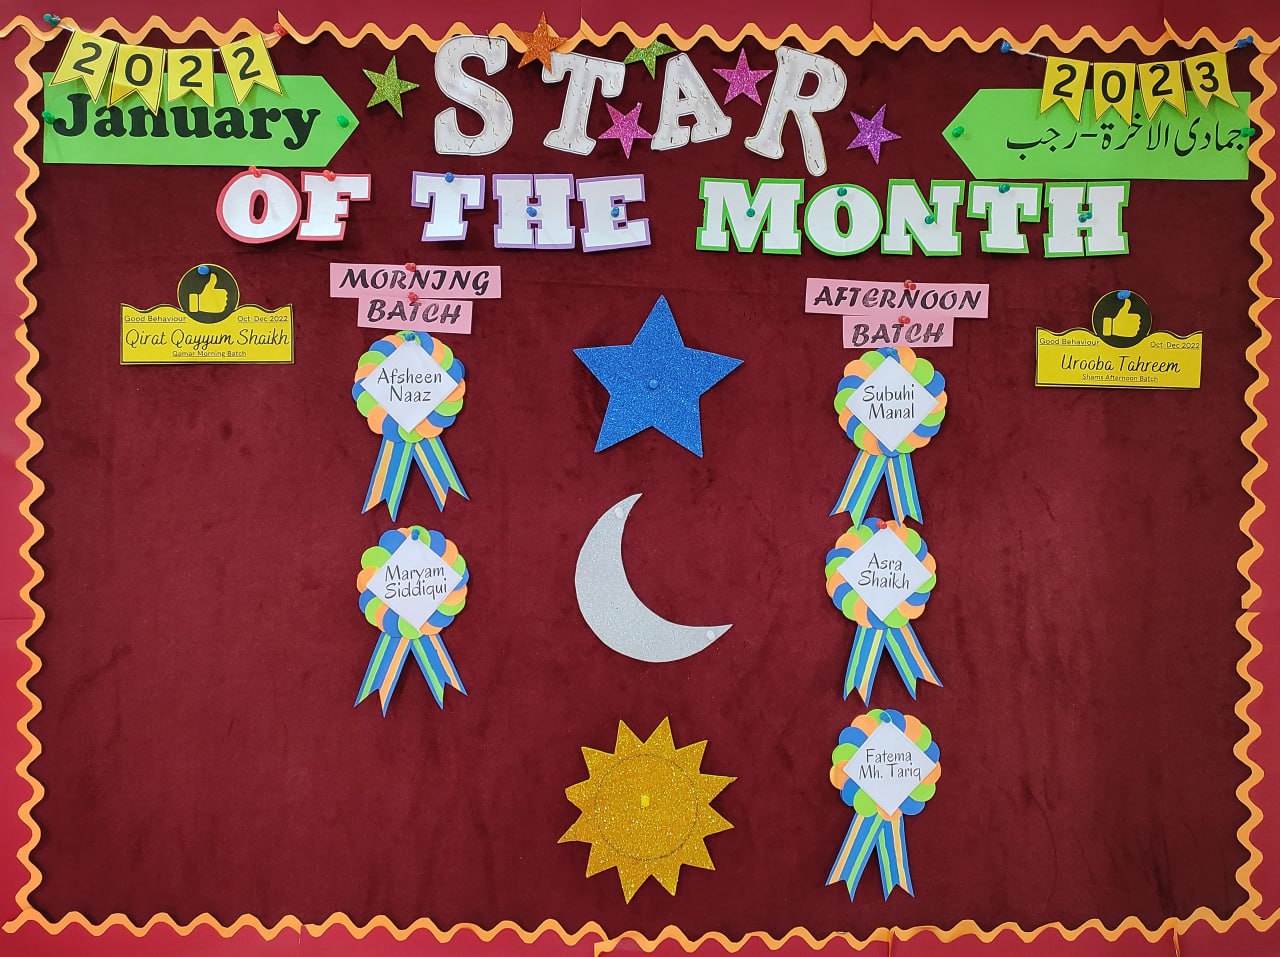 2022
January
STAR
2023
جمادى الاخرة - رجب
OF THE MONTH
MORNING
BATCH
AFTERNOON
BATCH
Good Behaviour Oct-Dec 2022
Qirat Qayyum Shaikh
Qamar Morning Batch
Good Behaviour Oct-Dec 2022
Urooba Tahreem
Shams Afternoon Batch
Afsheen
Naaz
Subuhi
Manal
Maryam
Siddiqui
Asra
Shaikh
Fatema
Mh. Tariq